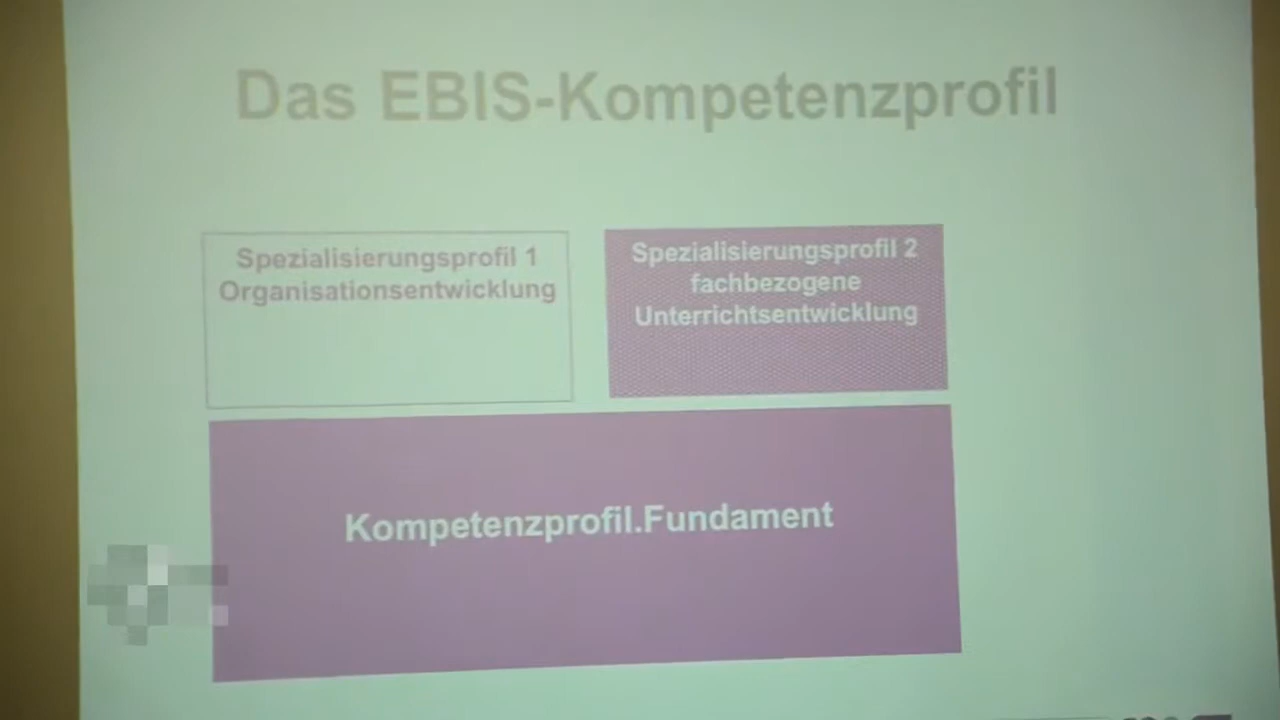 Das EBIS-Kompetenzprofil
Spezialisierungsprofil 1
Organisationsentwicklung
Spezialisierungsprofil 2
fachbezogene
Unterrichtsentwicklung
Kompetenzprofil.Fundament